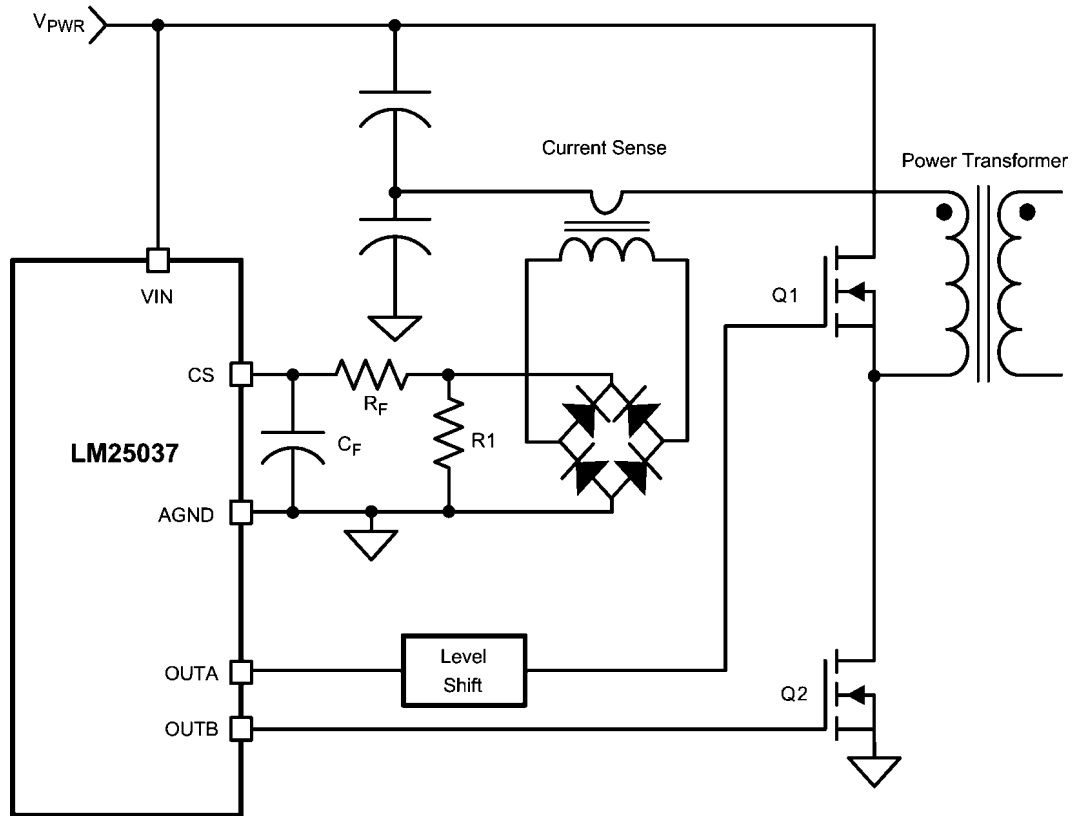 VPWR
Current Sense
Power Transformer
VIN
Q1
CS
RF
R1
CF
LM25037
AGND
Level
Shift
OUTA
Q2
OUTB